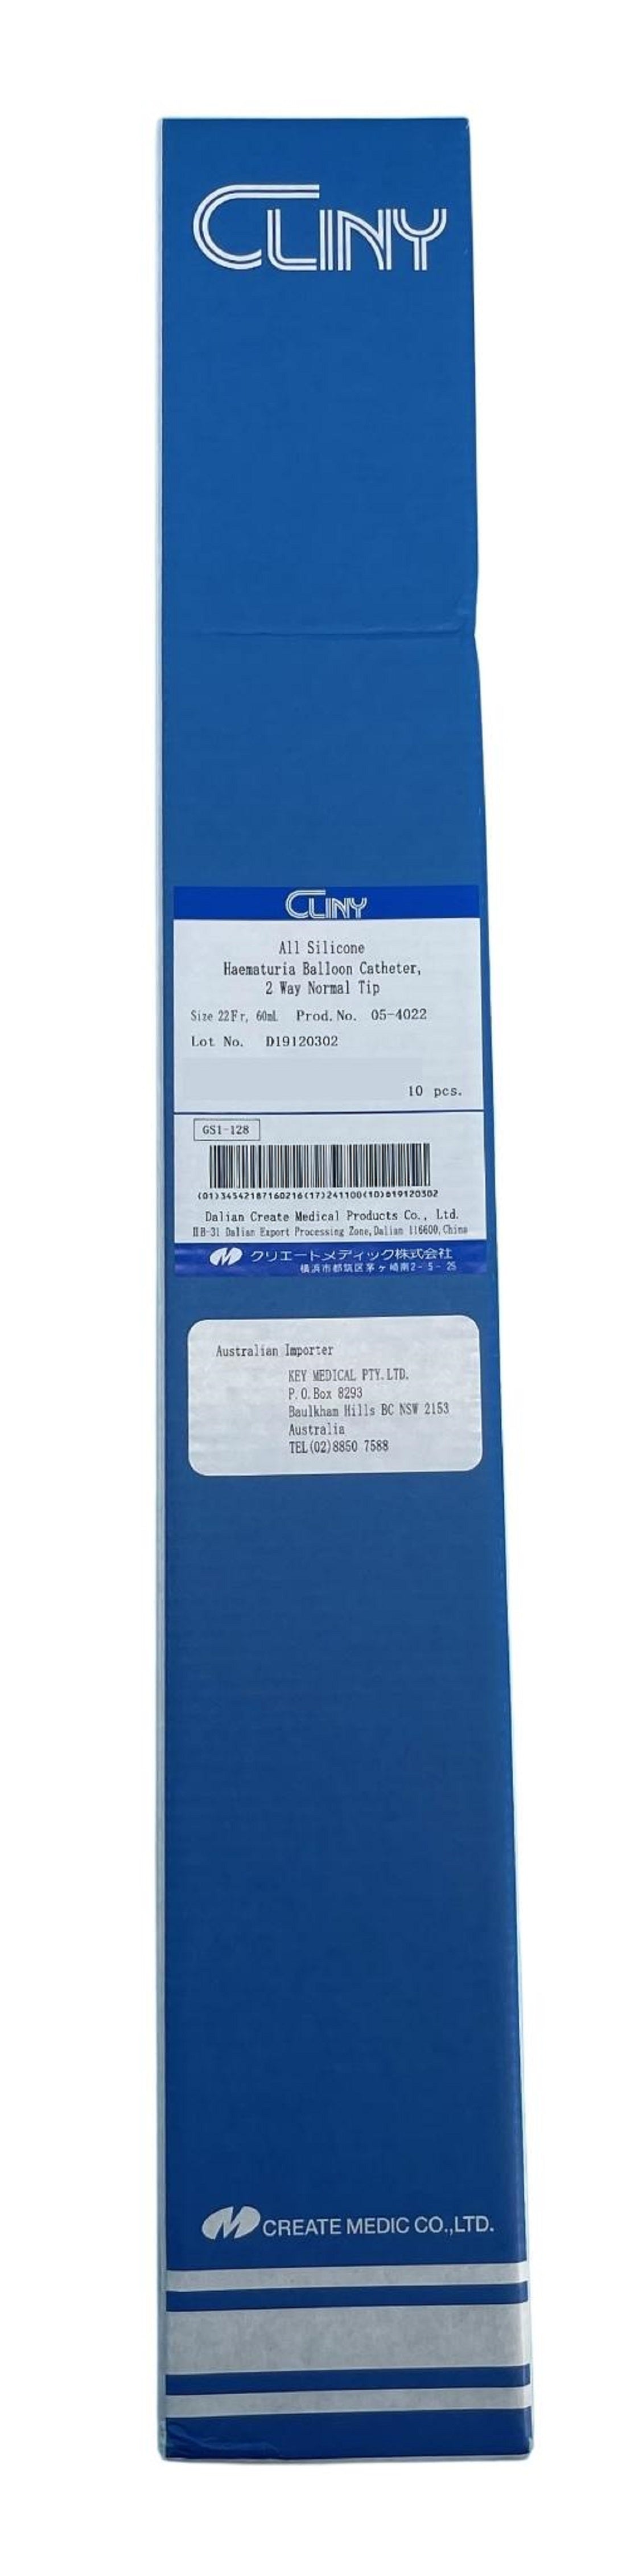 CLINY
CLINY
All Silicone
Haematuria Balloon Catheter,
2 Way Normal Tip
Size 22Fr, 60mL Prod. No. 05-4022
Lot No. D19120302
10 pcs.
GS1-128
(01)34542187160216(17)241100(10)D19120302
Dalian Create Medical Products Co., Ltd.
ⅡB-31 Dalian Export Processing Zone, Dalian 116600, China
クリエートメディック株式会社
横浜市都筑区茅ヶ崎南2-5-25
Australian Importer
KEY MEDICAL PTY. LTD.
P.O. Box 8293
Baulkham Hills BC NSW 2153
Australia
TEL(02)8850 7588
CREATE MEDIC CO.,LTD.